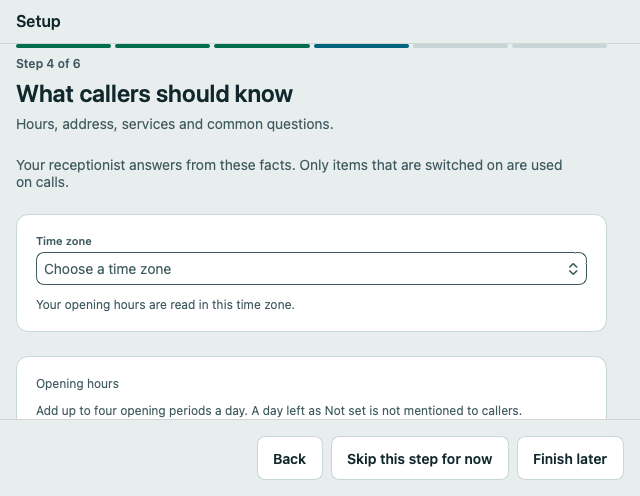 Setup
Step 4 of 6
What callers should know
Hours, address, services and common questions.
Your receptionist answers from these facts. Only items that are switched on are used
on calls.
Time zone
Choose a time zone
Your opening hours are read in this time zone.
Opening hours
Add up to four opening periods a day. A day left as Not set is not mentioned to callers.
Back
Skip this step for now
Finish later